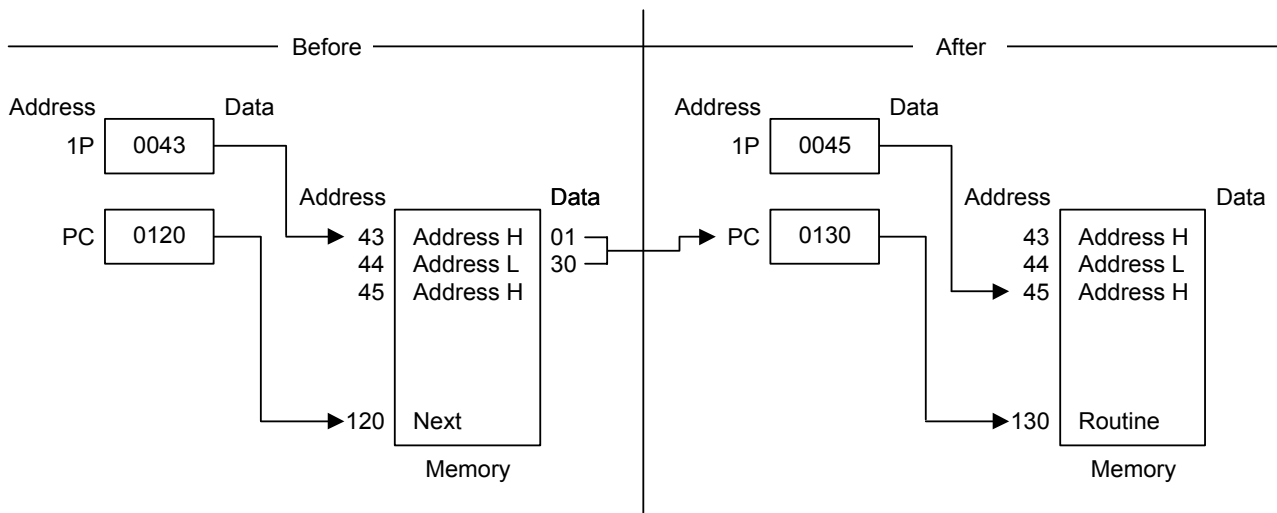 Before
After
Address Data
1P 0043
Address Data
PC 0120
43 Address H 01
44 Address L 30
45 Address H
120 Next
Memory
Address Data
1P 0045
Address Data
PC 0130
43 Address H
44 Address L
45 Address H
130 Routine
Memory